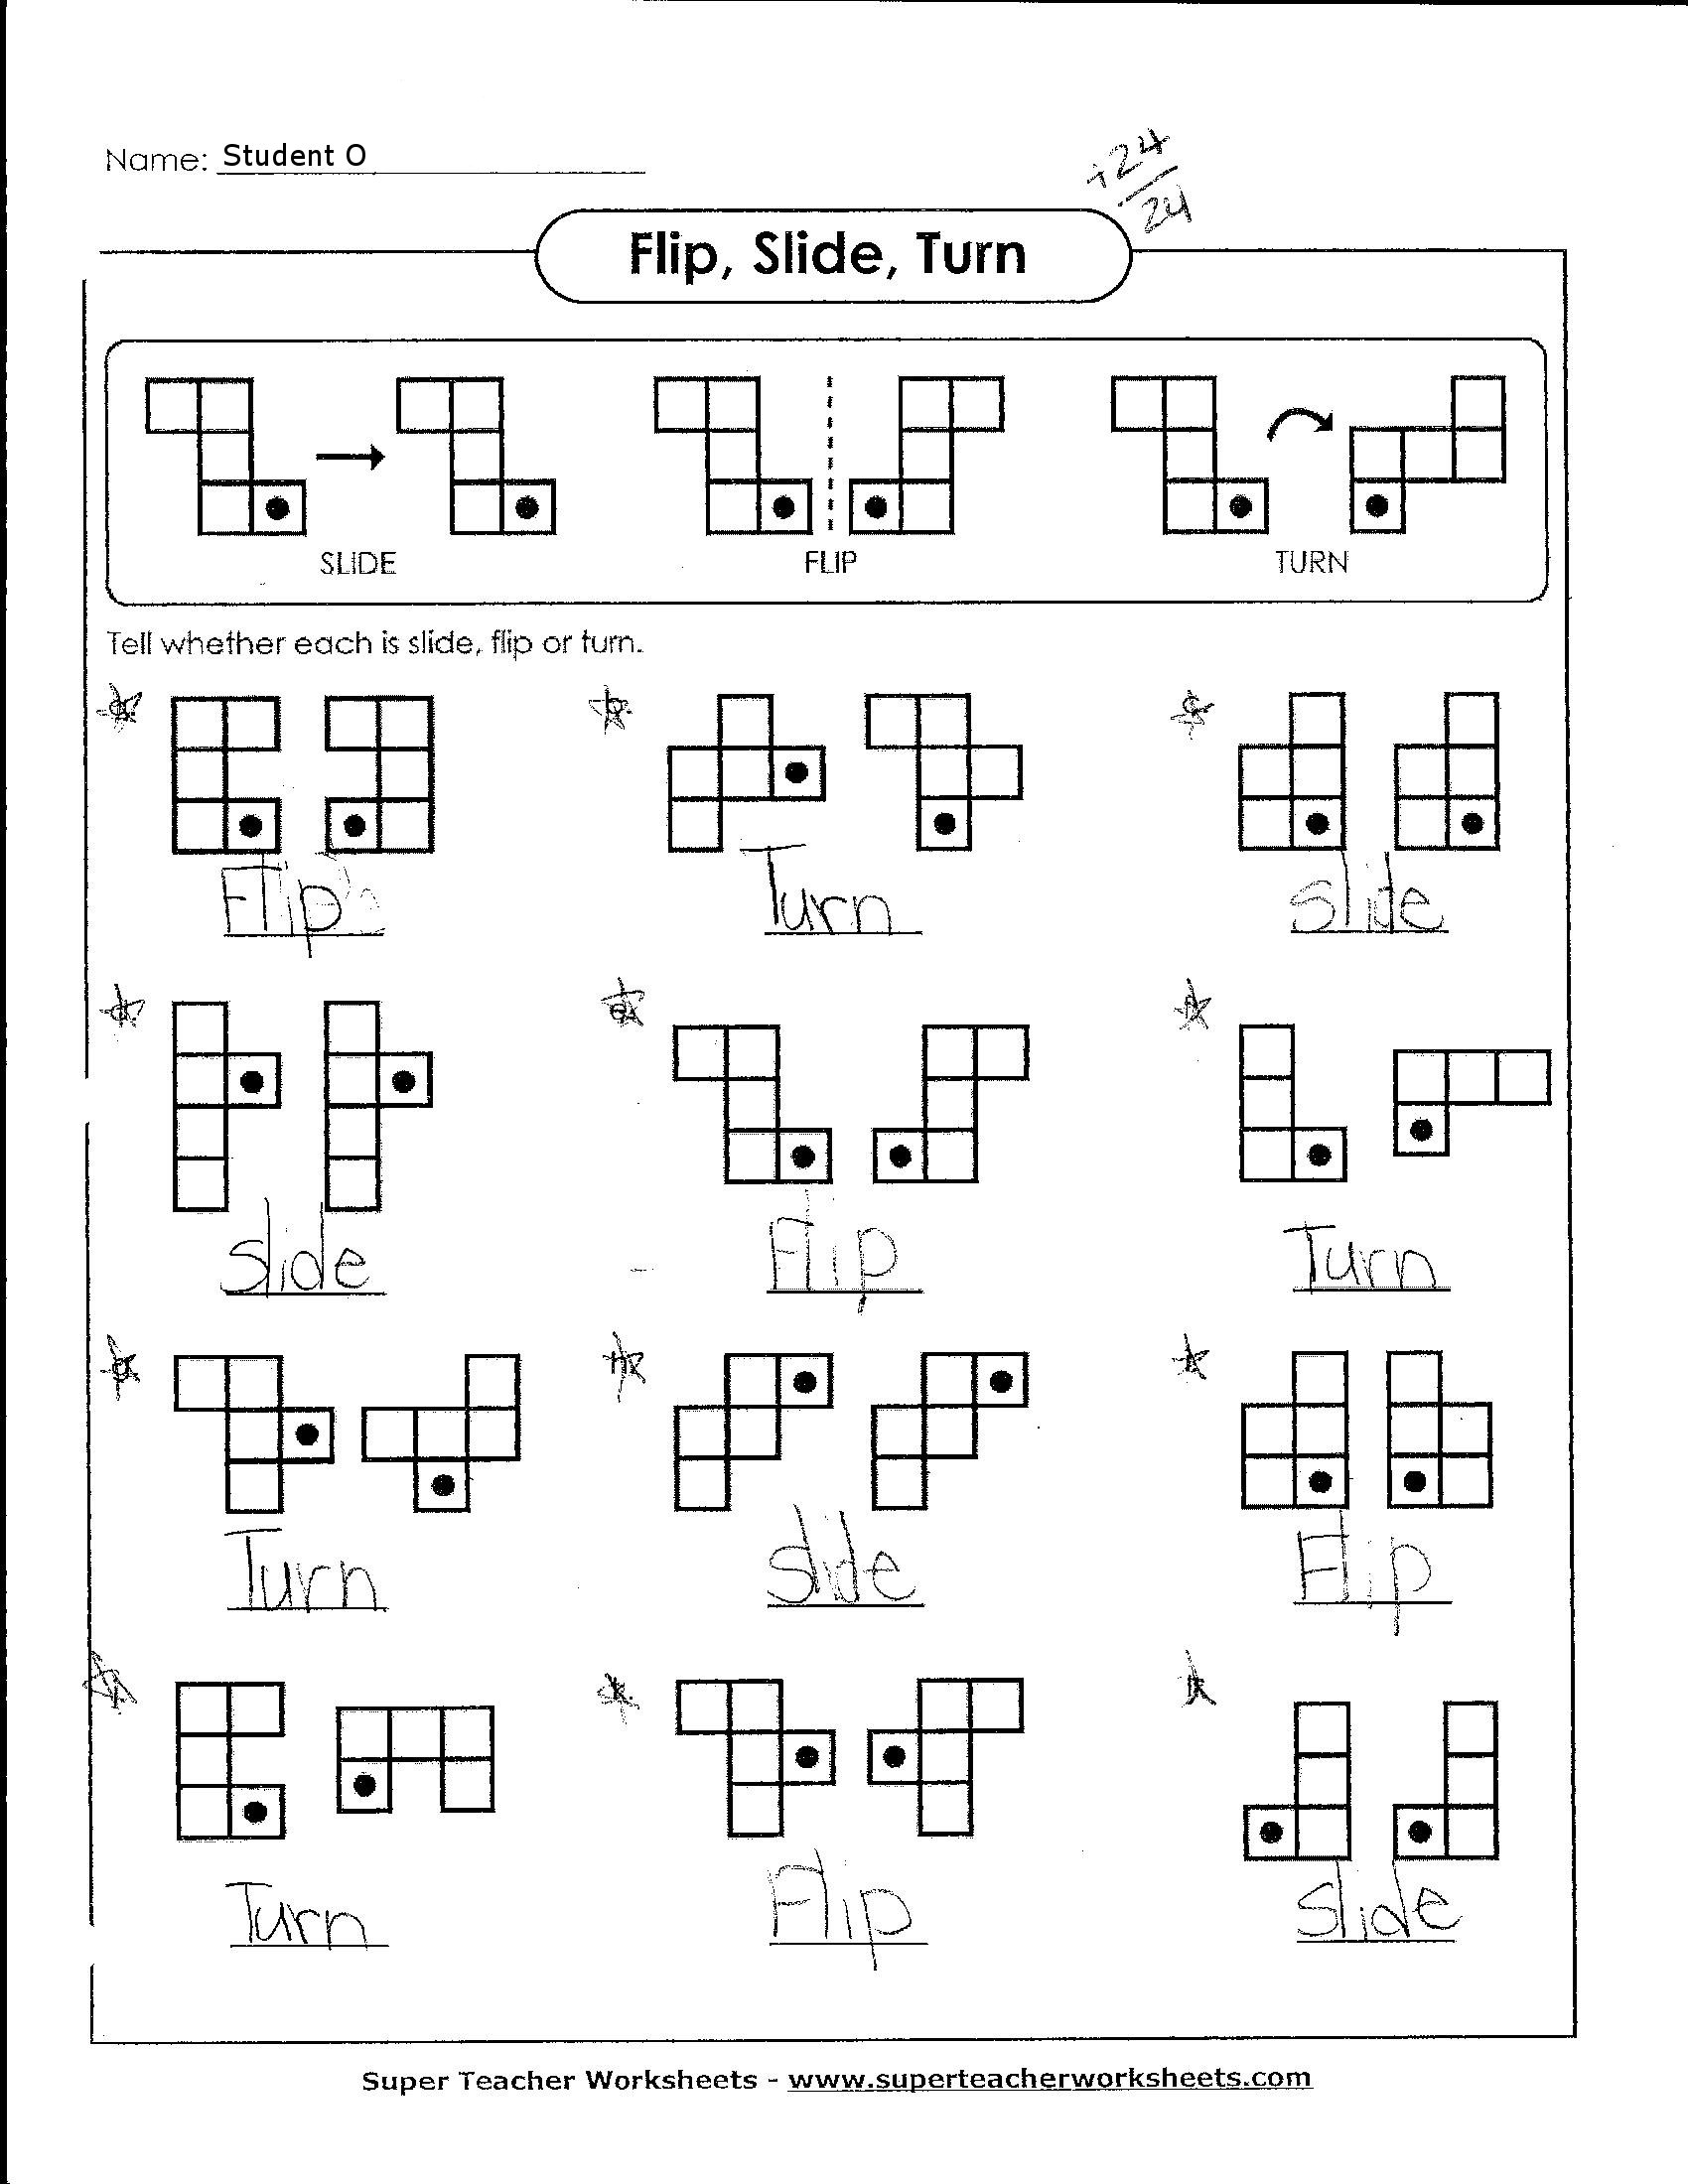 Name: Student O
+24
24
Flip, Slide, Turn
SLIDE FLIP TURN
Tell whether each is slide, flip or turn.
a. b. c.
Flip Turn Slide
d. e. f.
Slide Flip Turn
g. h. i.
Turn Slide Flip
j. k. l.
Turn Flip Slide
Super Teacher Worksheets - www.superteacherworksheets.com